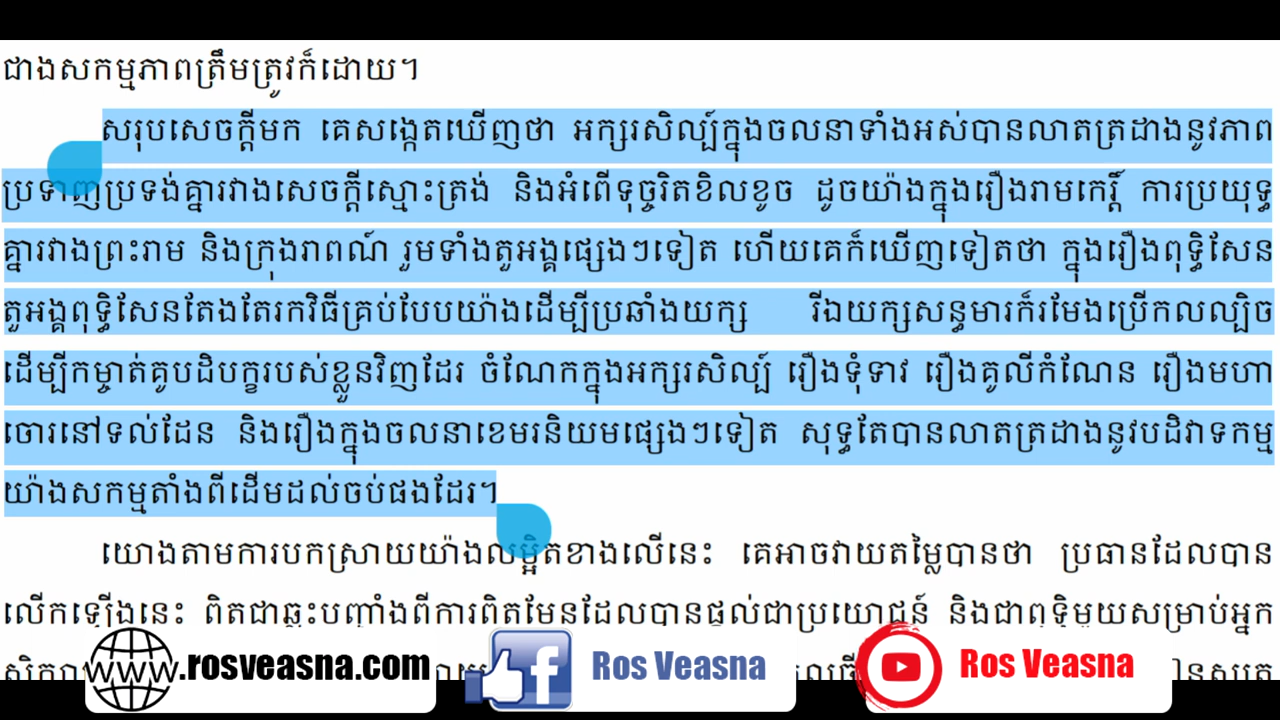 ជាងសកម្មភាពត្រឹមត្រូវក៏ដោយ។
សរុបសេចក្តីមក គេសង្កេតឃើញថា អក្សរសិល្ប៍ក្នុងចលនាទាំងអស់បានលាតត្រដាងនូវភាព
ប្រទាញប្រទង់គ្នារវាងសេចក្តីស្មោះត្រង់ និងអំពើទុច្ចរិតខិលខូច ដូចយ៉ាងក្នុងរឿងរាមកេរ្តិ៍ ការប្រយុទ្ធ
គ្នារវាងព្រះរាម និងក្រុងរាពណ៍ រួមទាំងតួអង្គផ្សេងៗទៀត ហើយគេក៏ឃើញទៀតថា ក្នុងរឿងពុទ្ធិសែន
តួអង្គពុទ្ធិសែនតែងតែរកវិធីគ្រប់បែបយ៉ាងដើម្បីប្រឆាំងយក្ស រីឯយក្សសន្ធមារក៏រមែងប្រើកលល្បិច
ដើម្បីកម្ចាត់គូបដិបក្ខរបស់ខ្លួនវិញដែរ ចំណែកក្នុងអក្សរសិល្ប៍ រឿងទុំទាវ រឿងគូលីកំណែន រឿងមហា
ចោរនៅទល់ដែន និងរឿងក្នុងចលនាខេមរនិយមផ្សេងៗទៀត សុទ្ធតែបានលាតត្រដាងនូវបដិវាទកម្ម
យ៉ាងសកម្មតាំងពីដើមដល់ចប់ផងដែរ។
យោងតាមការបកស្រាយយ៉ាងលម្អិតខាងលើនេះ គេអាចវាយតម្លៃបានថា ប្រធានដែលបាន
លើកឡើងនេះ ពិតជាឆ្លុះបញ្ចាំងពីការពិតមែនដែលបានផ្តល់ជាប្រយោជន៍ និងជាពុទ្ធិមួយសម្រាប់អ្នក
www.rosveasna.com
Ros Veasna
Ros Veasna